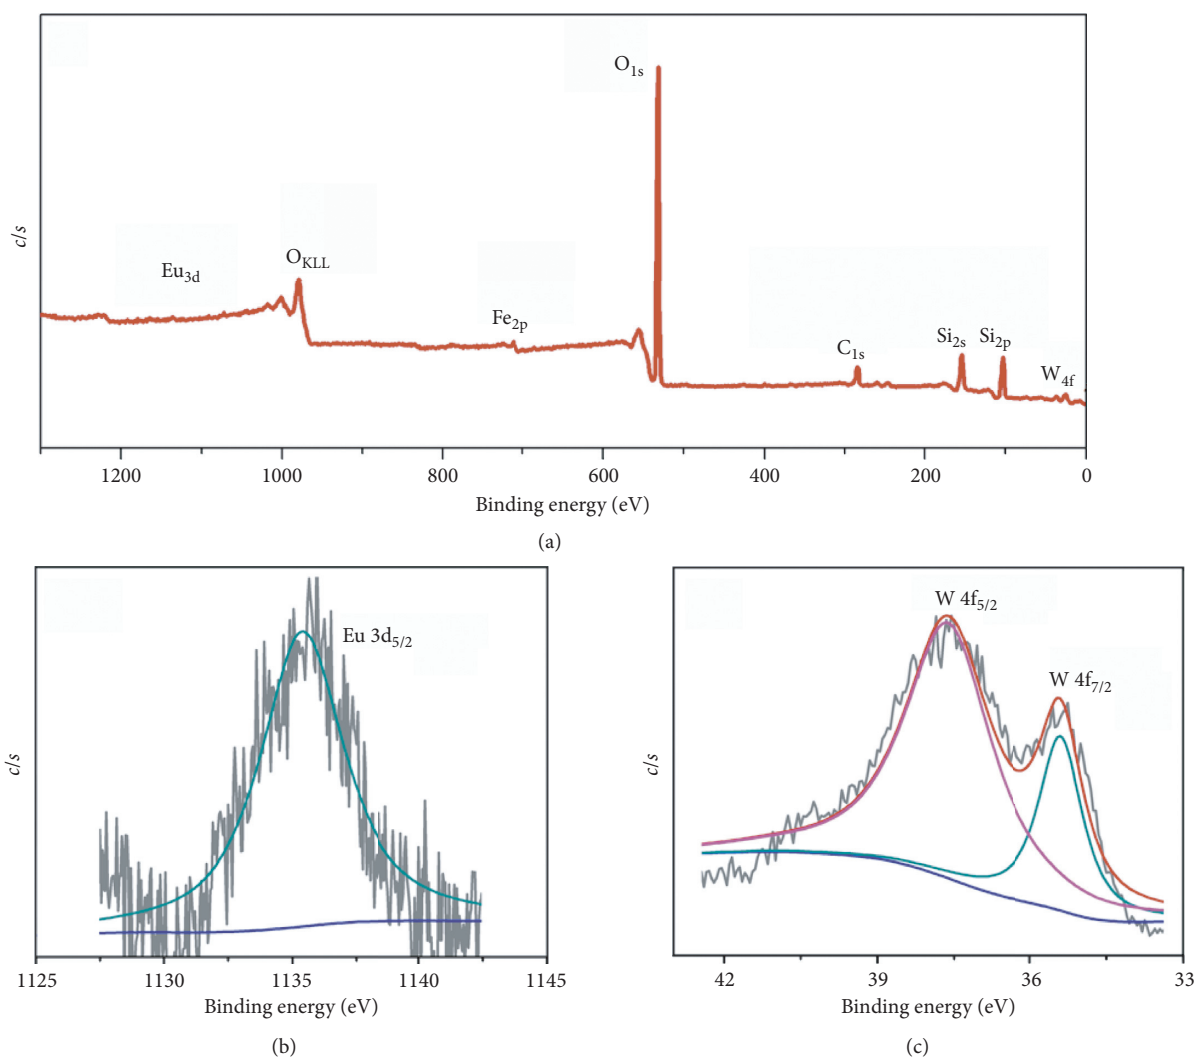 c/s
Eu3d
OKLL
Fe2p
O1s
C1s
Si2s
Si2p
W4f
1200
1000
800
600
400
200
0
Binding energy (eV)
(a)
c/s
Eu 3d5/2
1125
1130
1135
1140
1145
Binding energy (eV)
(b)
c/s
W 4f5/2
W 4f7/2
42
39
36
33
Binding energy (eV)
(c)